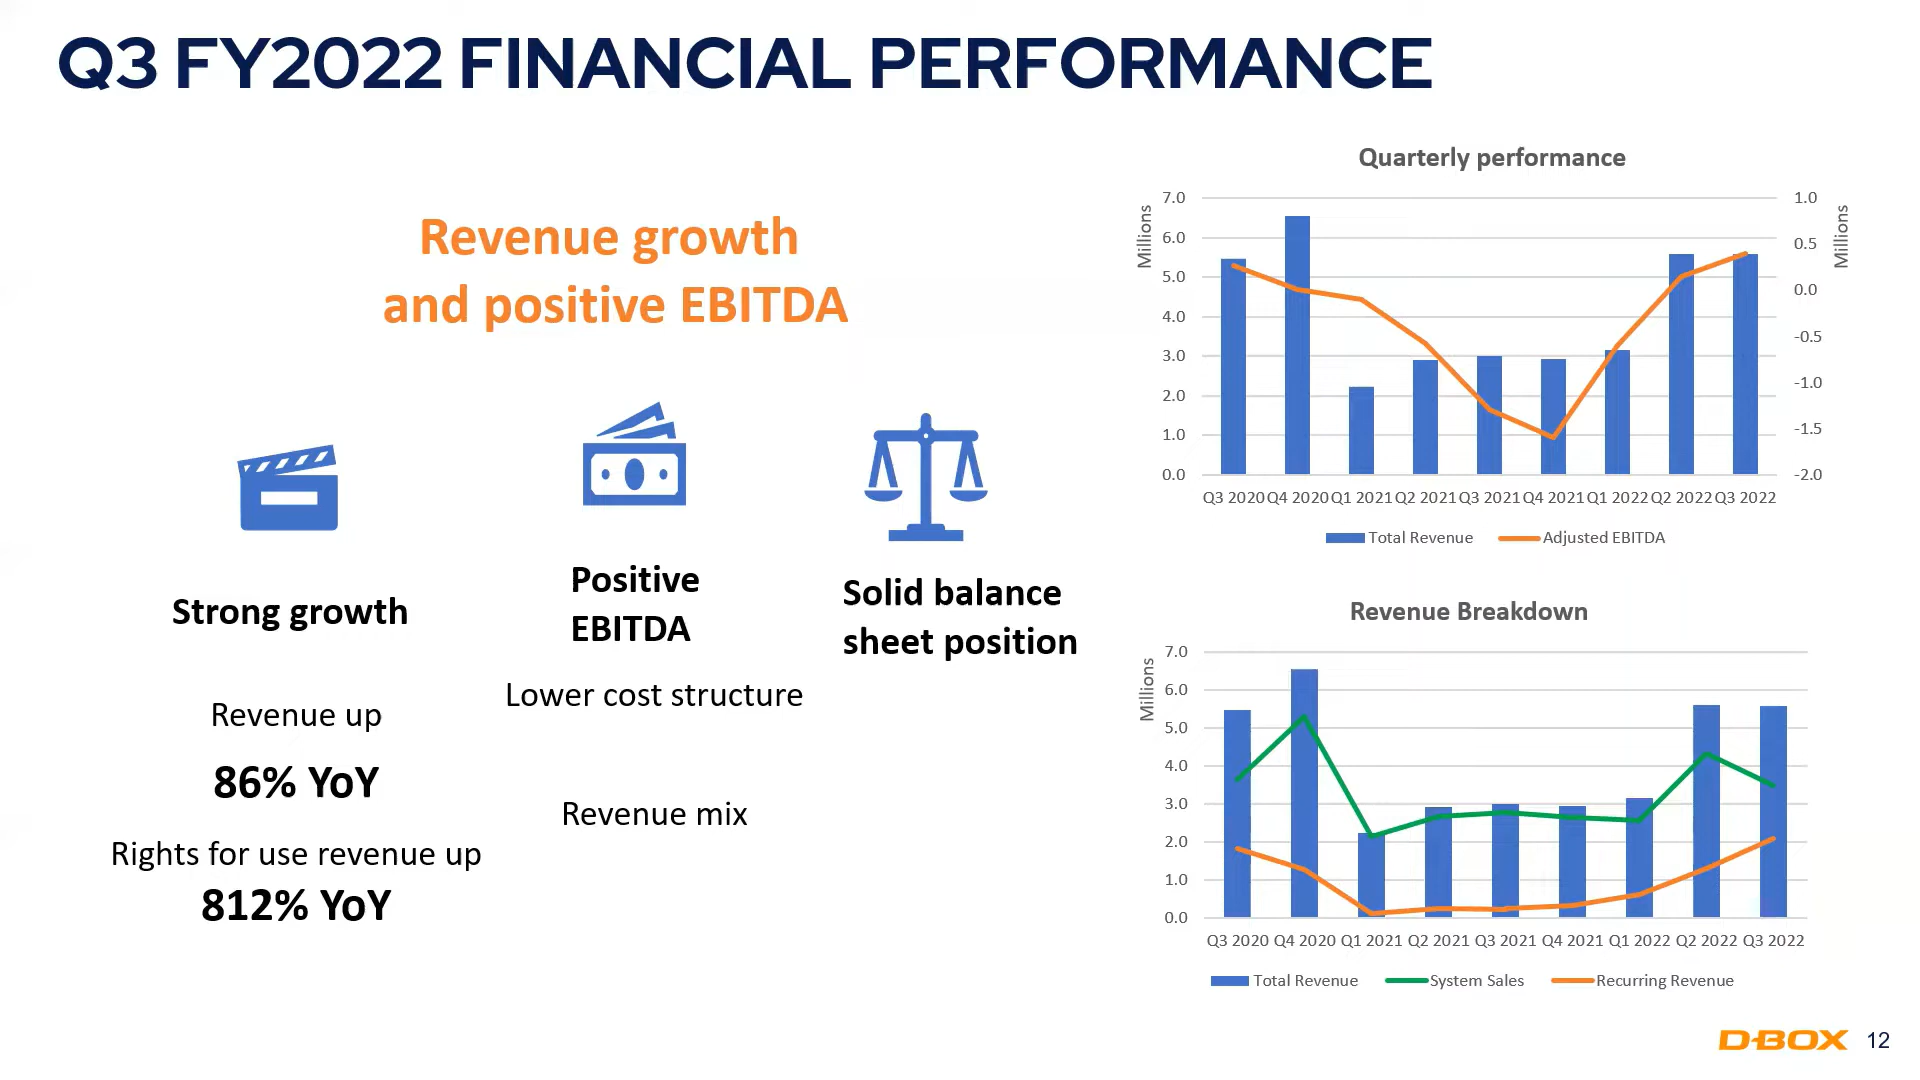 Q3 FY2022 FINANCIAL PERFORMANCE
Revenue growth
and positive EBITDA
Strong growth
Revenue up
86% YoY
Rights for use revenue up
812% YoY
Positive
EBITDA
Lower cost structure
Revenue mix
Solid balance
sheet position
Quarterly performance
Millions
7.0
6.0
5.0
4.0
3.0
2.0
1.0
0.0
1.0
0.5
0.0
-0.5
-1.0
-1.5
-2.0
Millions
Q3 2020 Q4 2020 Q1 2021 Q2 2021 Q3 2021 Q4 2021 Q1 2022 Q2 2022 Q3 2022
Total Revenue Adjusted EBITDA
Revenue Breakdown
Millions
7.0
6.0
5.0
4.0
3.0
2.0
1.0
0.0
Q3 2020 Q4 2020 Q1 2021 Q2 2021 Q3 2021 Q4 2021 Q1 2022 Q2 2022 Q3 2022
Total Revenue System Sales Recurring Revenue
D-BOX 12